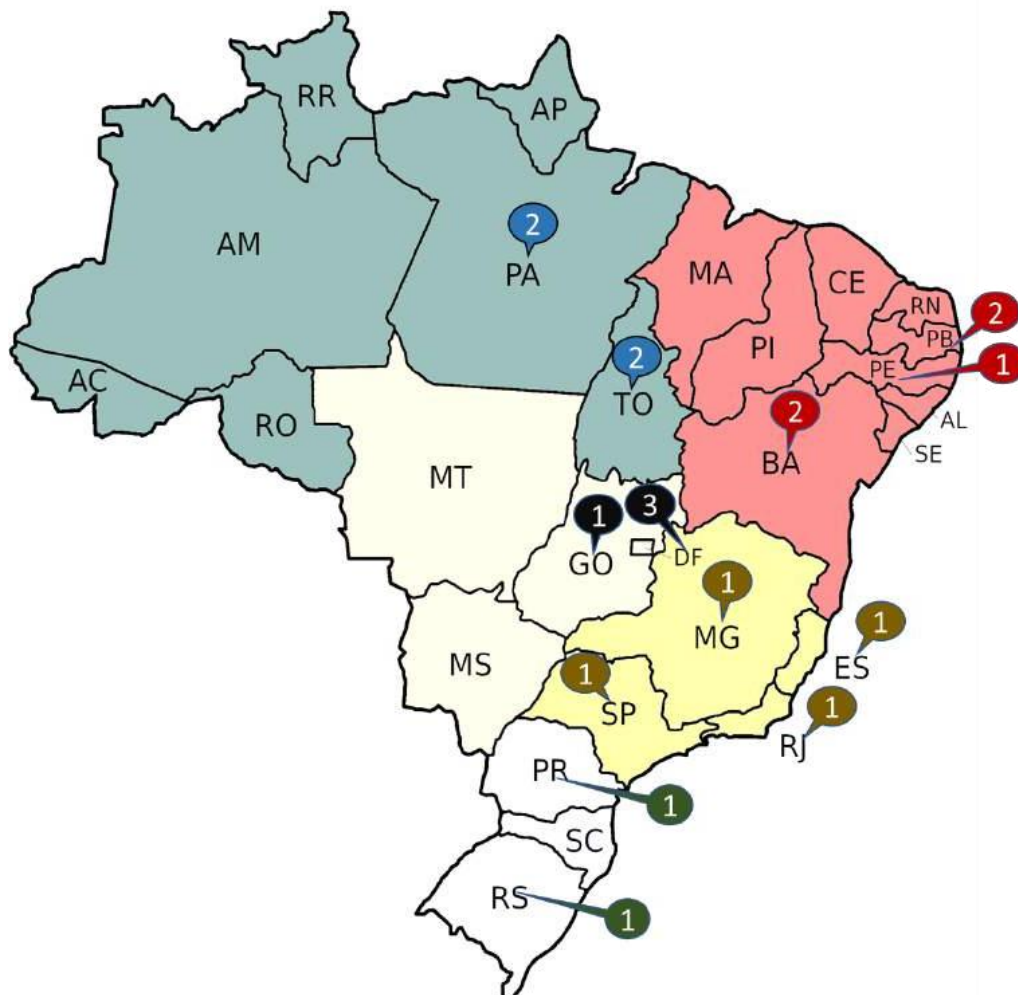 RR
AP
2
AM
PA
MA
CE
RN
2
PB
PI
PE
1
2
AC
TO
2
AL
RO
BA
SE
MT
1
3
GO
DF
1
MG
1
MS
1
ES
SP
1
RJ
PR
1
SC
RS
1